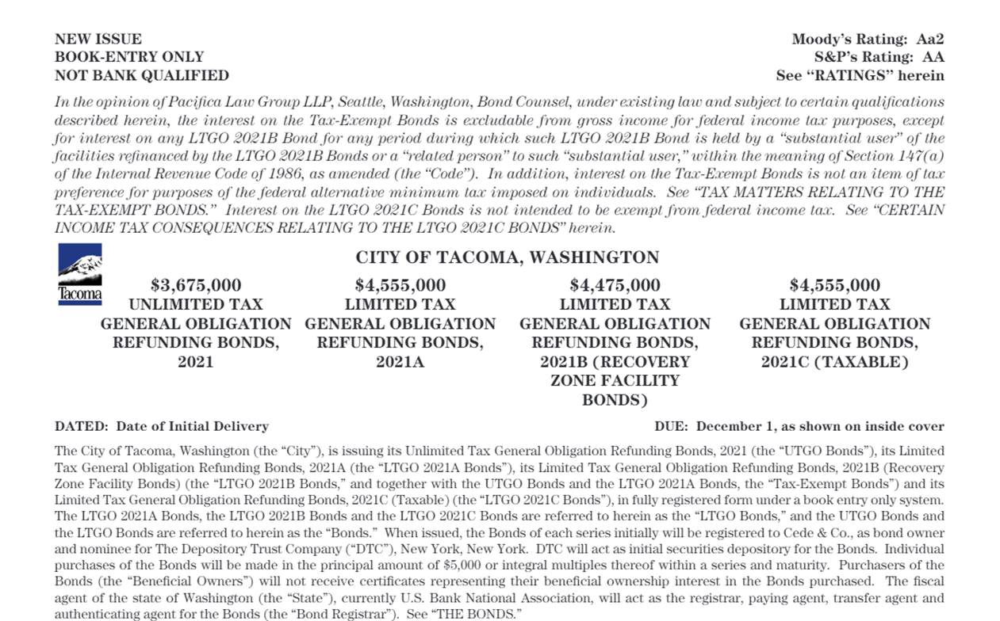 NEW ISSUE
BOOK-ENTRY ONLY
NOT BANK QUALIFIED
Moody’s Rating: Aa2
S&P’s Rating: AA
See “RATINGS” herein
In the opinion of Pacifica Law Group LLP, Seattle, Washington, Bond Counsel, under existing law and subject to certain qualifications
described herein, the interest on the Tax-Exempt Bonds is excludable from gross income for federal income tax purposes, except
for interest on any LTGO 2021B Bond for any period during which such LTGO 2021B Bond is held by a “substantial user” of the
facilities refinanced by the LTGO 2021B Bonds or a “related person” to such “substantial user,” within the meaning of Section 147(a)
of the Internal Revenue Code of 1986, as amended (the “Code”). In addition, interest on the Tax-Exempt Bonds is not an item of tax
preference for purposes of the federal alternative minimum tax imposed on individuals. See “TAX MATTERS RELATING TO THE
TAX-EXEMPT BONDS.” Interest on the LTGO 2021C Bonds is not intended to be exempt from federal income tax. See “CERTAIN
INCOME TAX CONSEQUENCES RELATING TO THE LTGO 2021C BONDS” herein.
Tacoma
CITY OF TACOMA, WASHINGTON
$3,675,000
UNLIMITED TAX
GENERAL OBLIGATION
REFUNDING BONDS,
2021
$4,555,000
LIMITED TAX
GENERAL OBLIGATION
REFUNDING BONDS,
2021A
$4,475,000
LIMITED TAX
GENERAL OBLIGATION
REFUNDING BONDS,
2021B (RECOVERY
ZONE FACILITY
BONDS)
$4,555,000
LIMITED TAX
GENERAL OBLIGATION
REFUNDING BONDS,
2021C (TAXABLE)
DATED: Date of Initial Delivery
DUE: December 1, as shown on inside cover
The City of Tacoma, Washington (the “City”), is issuing its Unlimited Tax General Obligation Refunding Bonds, 2021 (the “UTGO Bonds”), its Limited
Tax General Obligation Refunding Bonds, 2021A (the “LTGO 2021A Bonds”), its Limited Tax General Obligation Refunding Bonds, 2021B (Recovery
Zone Facility Bonds) (the “LTGO 2021B Bonds,” and together with the UTGO Bonds and the LTGO 2021A Bonds, the “Tax-Exempt Bonds”) and its
Limited Tax General Obligation Refunding Bonds, 2021C (Taxable) (the “LTGO 2021C Bonds”), in fully registered form under a book entry only system.
The LTGO 2021A Bonds, the LTGO 2021B Bonds and the LTGO 2021C Bonds are referred to herein as the “LTGO Bonds,” and the UTGO Bonds and
the LTGO Bonds are referred to herein as the “Bonds.” When issued, the Bonds of each series initially will be registered to Cede & Co., as bond owner
and nominee for The Depository Trust Company (“DTC”), New York, New York. DTC will act as initial securities depository for the Bonds. Individual
purchases of the Bonds will be made in the principal amount of $5,000 or integral multiples thereof within a series and maturity. Purchasers of the
Bonds (the “Beneficial Owners”) will not receive certificates representing their beneficial ownership interest in the Bonds purchased. The fiscal
agent of the state of Washington (the “State”), currently U.S. Bank National Association, will act as the registrar, paying agent, transfer agent and
authenticating agent for the Bonds (the “Bond Registrar”). See “THE BONDS.”